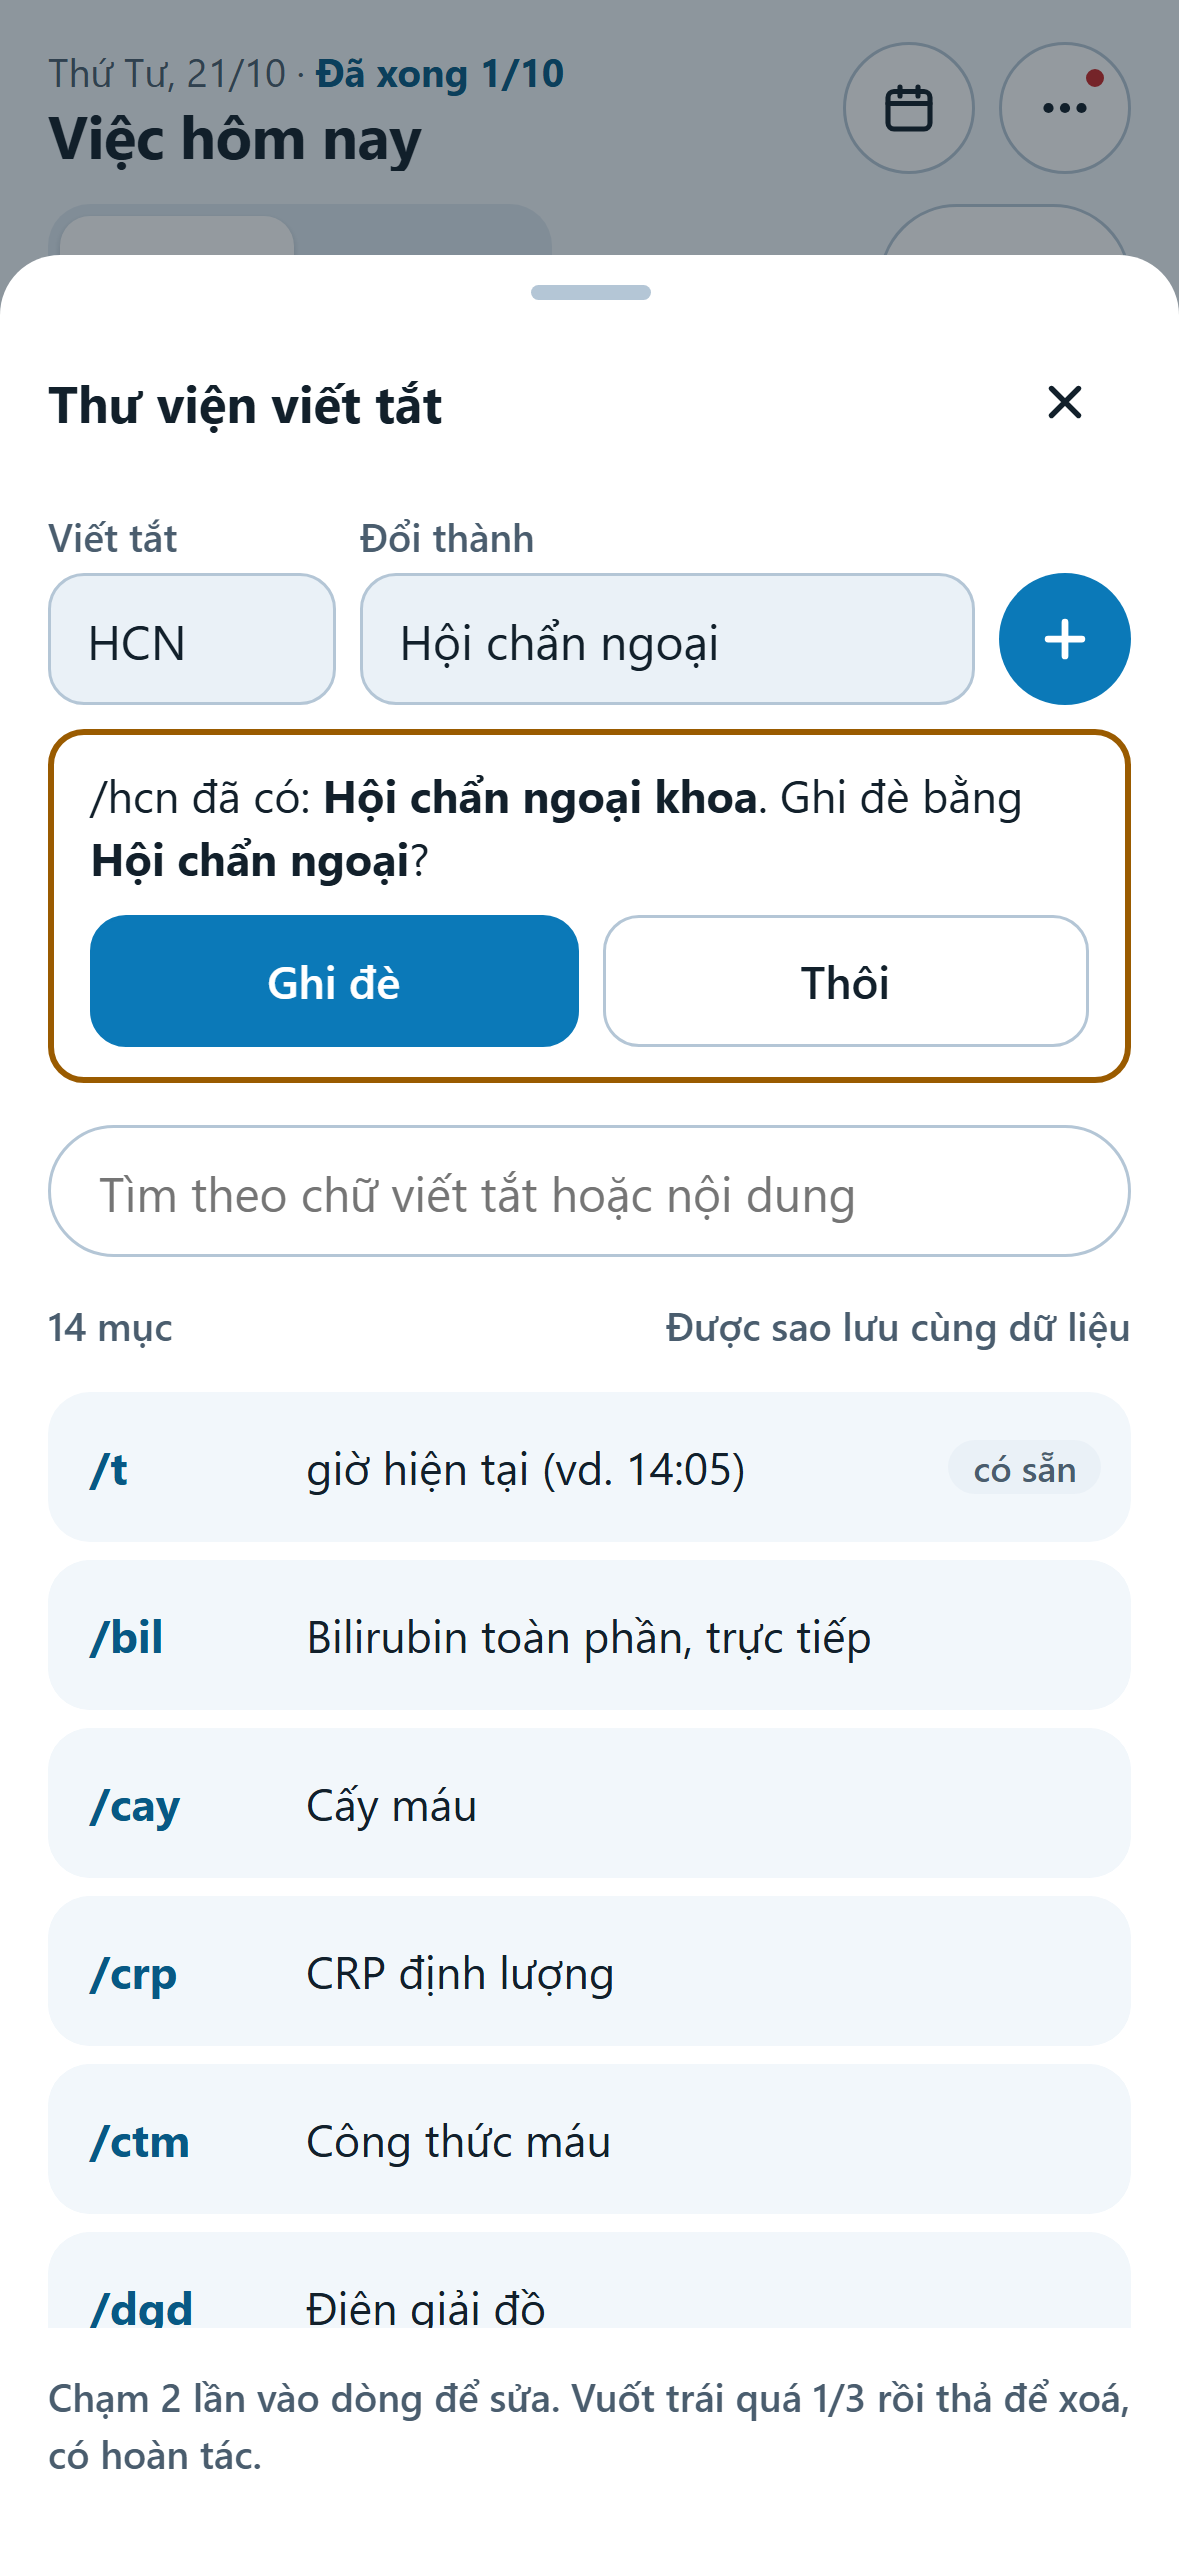 Thứ Tư, 21/10 · Đã xong 1/10
Việc hôm nay
Thư viện viết tắt
Viết tắt
Đổi thành
HCN
Hội chẩn ngoại
/hcn đã có: Hội chẩn ngoại khoa. Ghi đè bằng
Hội chẩn ngoại?
Ghi đè
Thôi
Tìm theo chữ viết tắt hoặc nội dung
14 mục
Được sao lưu cùng dữ liệu
/t
giờ hiện tại (vd. 14:05)
có sẵn
/bil
Bilirubin toàn phần, trực tiếp
/cay
Cấy máu
/crp
CRP định lượng
/ctm
Công thức máu
/dgd
Điện giải đồ
Chạm 2 lần vào dòng để sửa. Vuốt trái quá 1/3 rồi thả để xoá,
có hoàn tác.